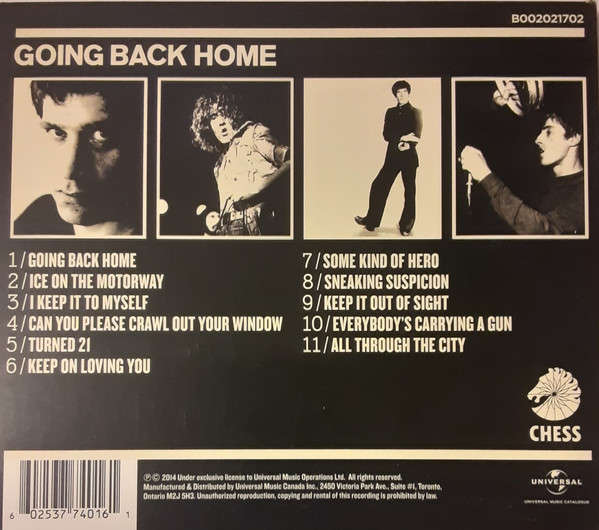 B002021702
GOING BACK HOME
1/GOING BACK HOME
2/ICE ON THE MOTORWAY
3/I KEEP IT TO MYSELF
4/CAN YOU PLEASE CRAWL OUT YOUR WINDOW
5/TURNED 21
6/KEEP ON LOVING YOU
7/SOME KIND OF HERO
8/SNEAKING SUSPICION
9/KEEP IT OUT OF SIGHT
10/EVERYBODY'S CARRYING A GUN
11/ALL THROUGH THE CITY
CHESS
6 02537 74016 1
℗© 2014 Under exclusive license to Universal Music Operations Ltd. All rights reserved.
Manufactured & Distributed by Universal Music Canada Inc., 2450 Victoria Park Ave., Suite #1, Toronto,
Ontario M2J 5H3. Unauthorized reproduction, copying and rental of this recording is prohibited by law.
UNIVERSAL
UNIVERSAL MUSIC CATALOGUE